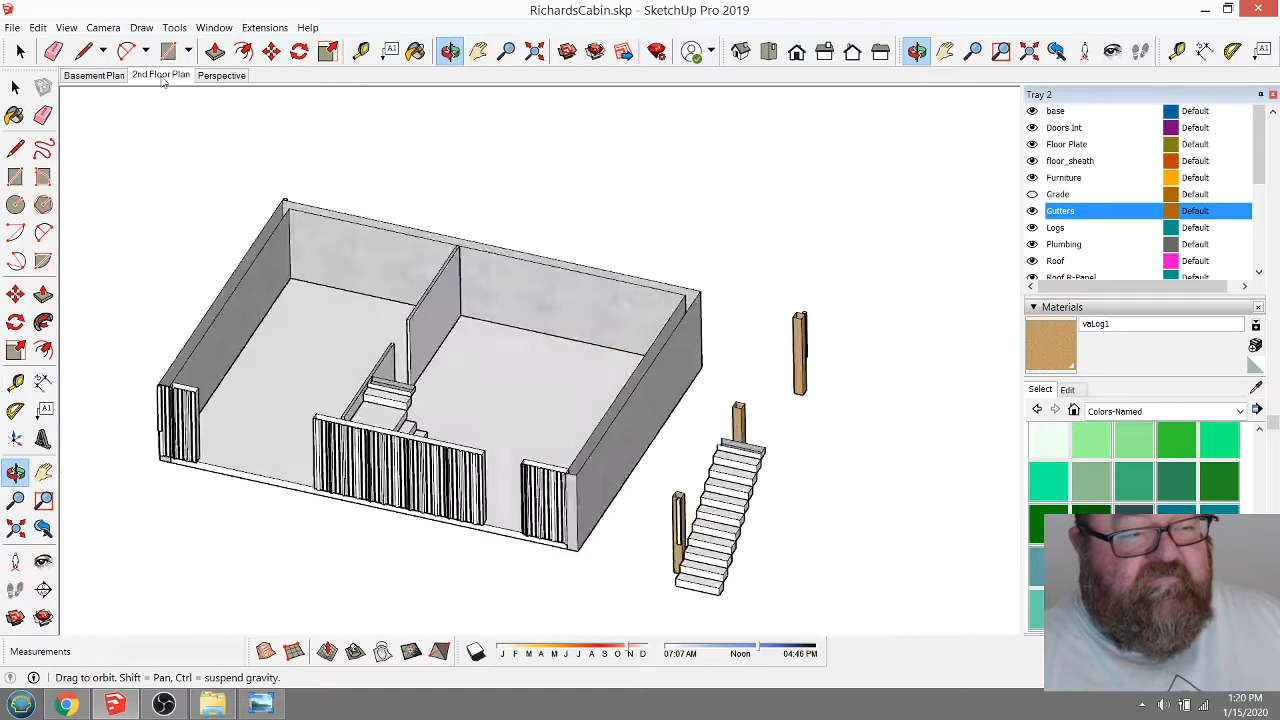 RichardsCabin.skp - SketchUp Pro 2019
File Edit View Camera Draw Tools Window Extensions Help
Basement Plan 2nd Floor Plan Perspective
Tray 2
base Default
Doors Int Default
Floor Plate Default
floor_sheath Default
Furniture Default
Grade Default
Gutters Default
Logs Default
Plumbing Default
Roof Default
Roof R-Panel Default
Materials
vaLog1
Select Edit
Colors-Named
Measurements
J F M A M J J A S O N D
07:07 AM Noon 04:46 PM
Drag to orbit. Shift = Pan, Ctrl = suspend gravity.
1:20 PM
1/15/2020